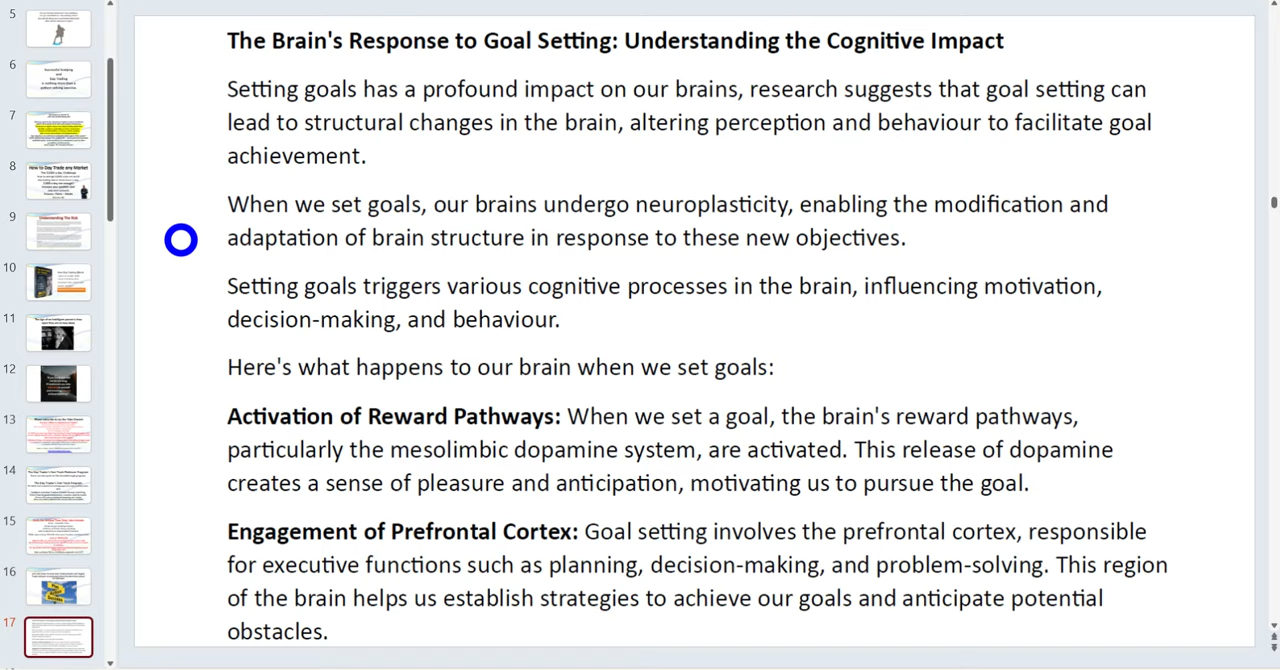 The Brain's Response to Goal Setting: Understanding the Cognitive Impact
Setting goals has a profound impact on our brains, research suggests that goal setting can
lead to structural changes in the brain, altering perception and behaviour to facilitate goal
achievement.
When we set goals, our brains undergo neuroplasticity, enabling the modification and
adaptation of brain structure in response to these new objectives.
Setting goals triggers various cognitive processes in the brain, influencing motivation,
decision-making, and behaviour.
Here's what happens to our brain when we set goals:
Activation of Reward Pathways: When we set a goal, the brain's reward pathways,
particularly the mesolimbic dopamine system, are activated. This release of dopamine
creates a sense of pleasure and anticipation, motivating us to pursue the goal.
Engagement of Prefrontal Cortex: Goal setting involves the prefrontal cortex, responsible
for executive functions such as planning, decision-making, and problem-solving. This region
of the brain helps us establish strategies to achieve our goals and anticipate potential
obstacles.
5
6
7
8
How to Day Trade any Market
9
Understanding The Risk
10
11
12
13
14
15
16
17